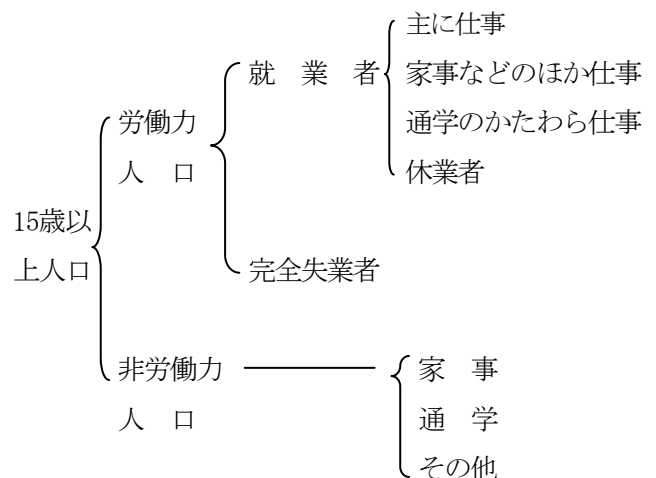 主に仕事
就　業　者
家事などのほか仕事
労働力
通学のかたわら仕事
人　口
休業者
15歳以
上人口
完全失業者
非労働力
家　事
人　口
通　学
その他